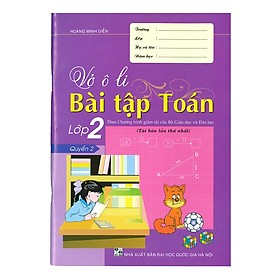 HOÀNG MINH DIỄN
Trường:
Lớp:
Họ và tên:
Năm học:
Vở ô li
Bài tập Toán
Lớp 2
Theo Chương trình giảm tải của Bộ Giáo dục và Đào tạo
(Tái bản lần thứ nhất)
Quyển 2
NHÀ XUẤT BẢN ĐẠI HỌC QUỐC GIA HÀ NỘI